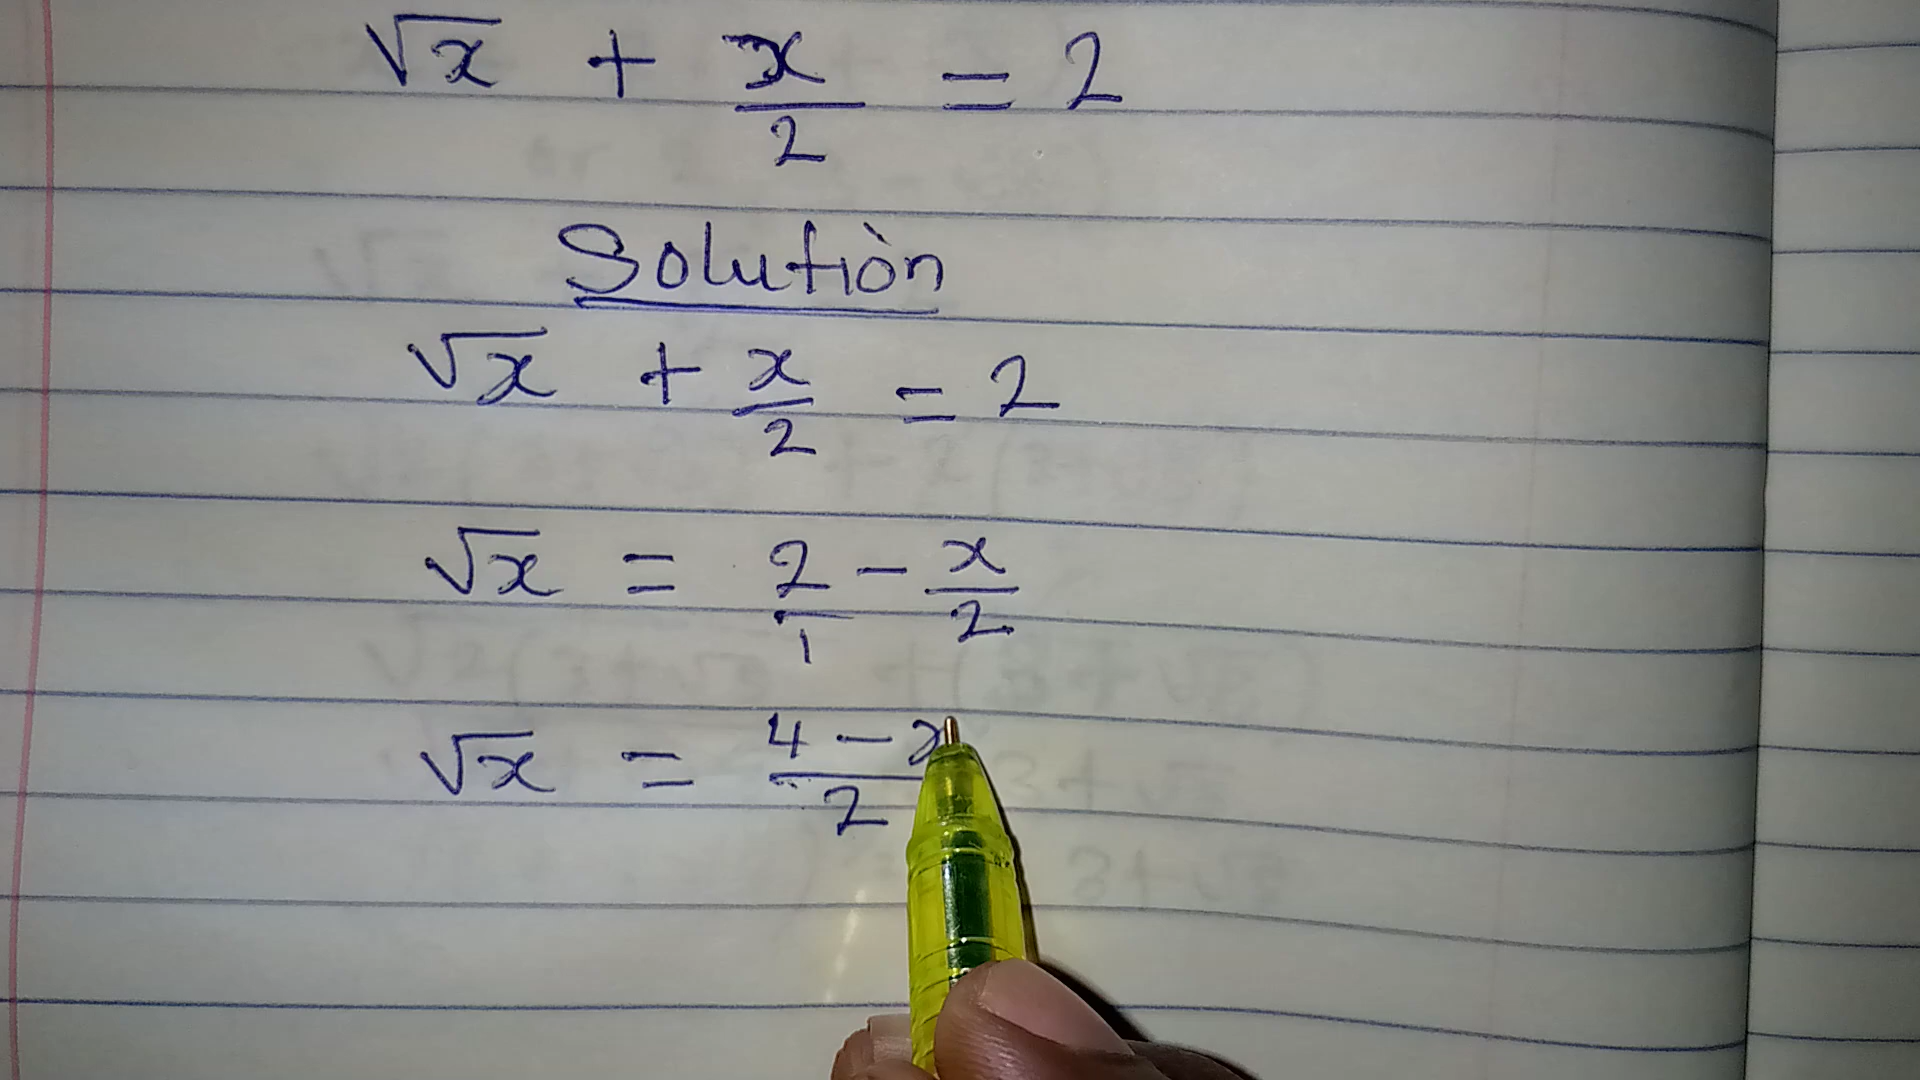 √x + x/2 = 2
Solution
√x + x/2 = 2
√x = 2/1 - x/2
√x = 4 - x/2